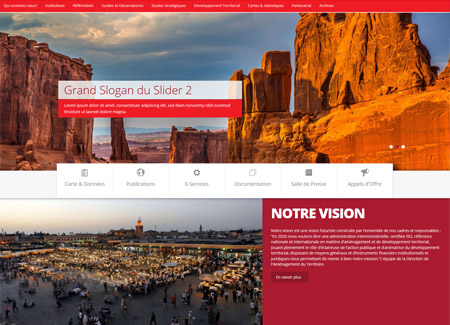 Qui sommes-nous? Institutions Référentiels Guides et Observatoires Etudes stratégiques Développement Territorial Cartes & statistiques Partenariat Archives
Grand Slogan du Slider 2
Lorem ipsum dolor sit amet, consectetuer adipiscing elit, sed diam nonummy nibh euismod
tincidunt ut laoreet dolore magna.
Carte & Données Publications E-Services Documentation Salle de Presse Appels d'Offre
NOTRE VISION
Notre vision est une vision futuriste construite par l'ensemble de nos cadres et responsables :
"En 2020 nous voulons être une administration interministérielle, certifiée ISO, référence
nationale et internationale en matière d'aménagement et de développement territorial,
jouant pleinement le rôle d'éclaireuse de l'action publique et d'animatrice du développement
territorial, disposant de moyens généraux et d'instruments financiers institutionnels et
juridiques nous permettant de mener à bien notre mission." L'équipe de la Direction de
l'Aménagement du Territoire.
En savoir plus